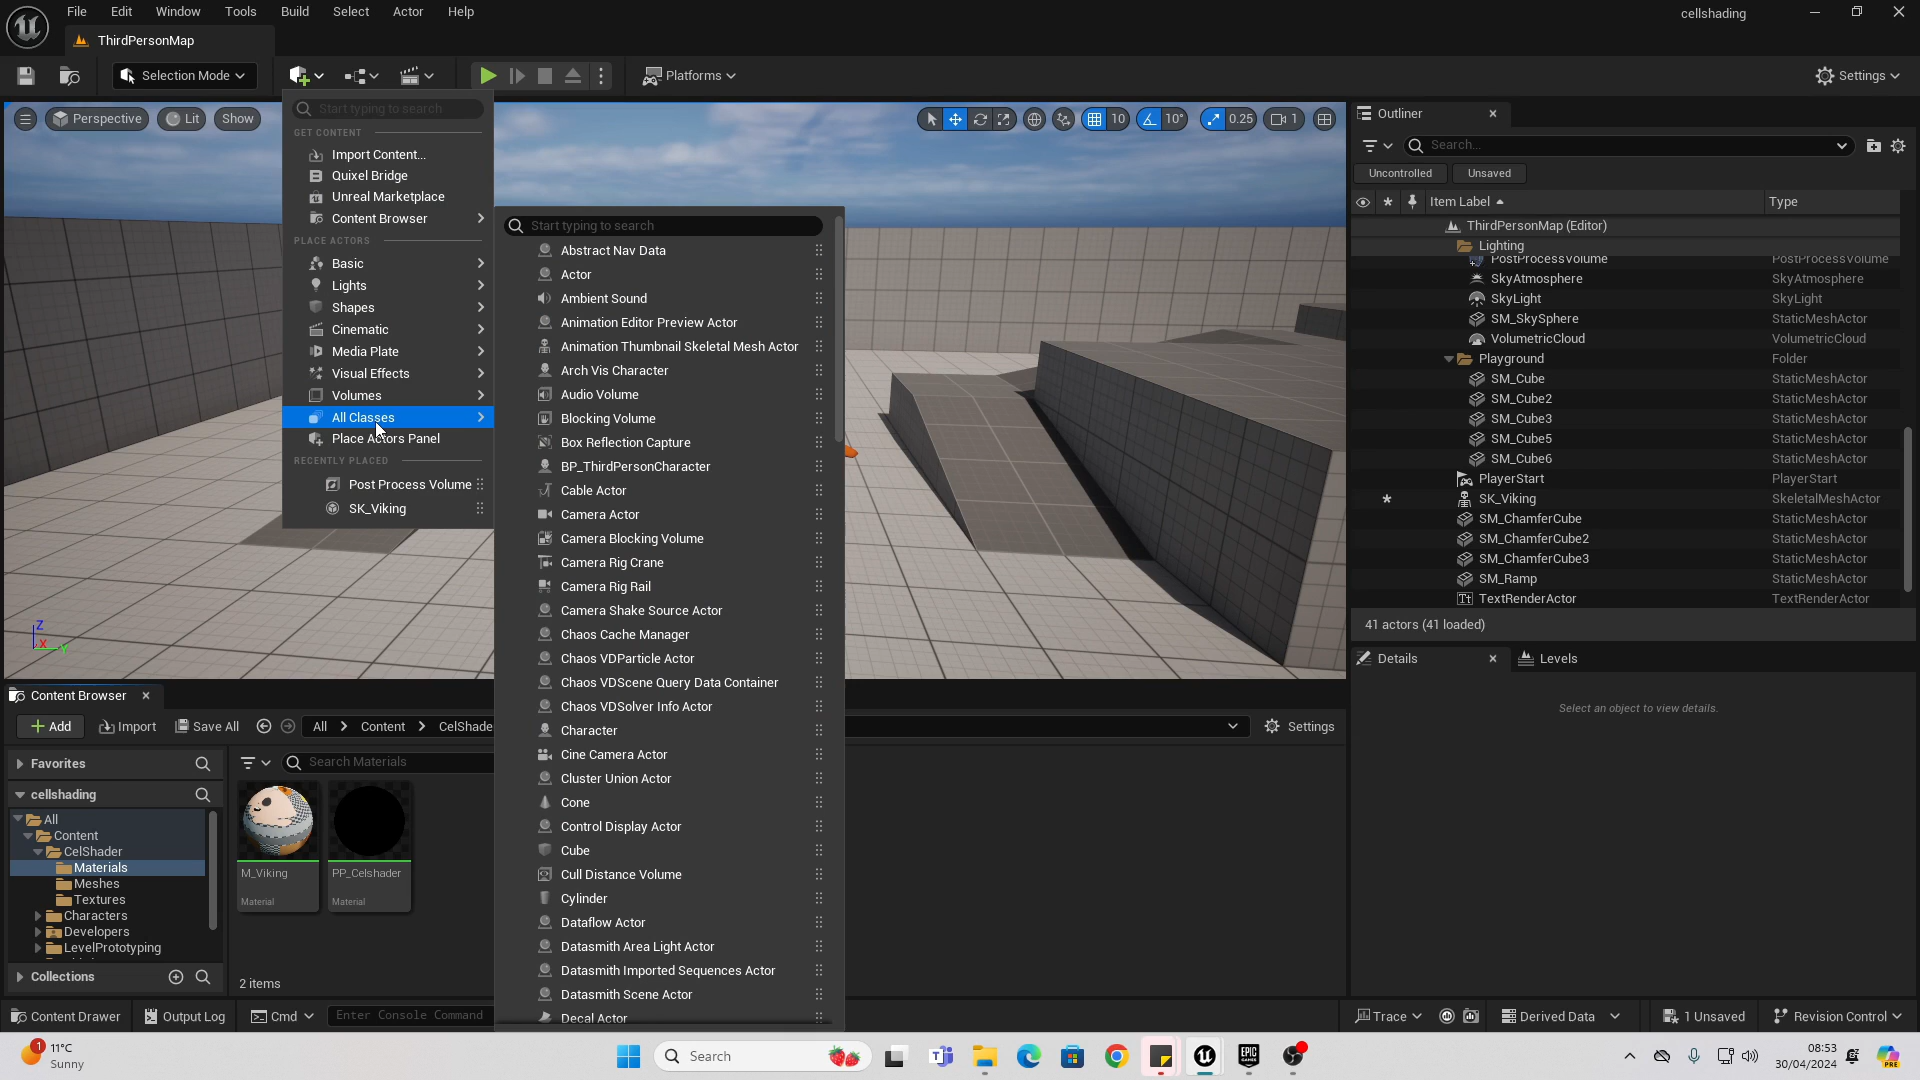 File Edit Window Tools Build Select Actor Help
cellshading
ThirdPersonMap
Selection Mode
Platforms
Settings
Perspective Lit Show
10 10° 0.25 1
Start typing to search
GET CONTENT
Import Content...
Quixel Bridge
Unreal Marketplace
Content Browser
PLACE ACTORS
Basic
Lights
Shapes
Cinematic
Media Plate
Visual Effects
Volumes
All Classes
Place Actors Panel
RECENTLY PLACED
Post Process Volume
SK_Viking
Start typing to search
Abstract Nav Data
Actor
Ambient Sound
Animation Editor Preview Actor
Animation Thumbnail Skeletal Mesh Actor
Arch Vis Character
Audio Volume
Blocking Volume
Box Reflection Capture
BP_ThirdPersonCharacter
Cable Actor
Camera Actor
Camera Blocking Volume
Camera Rig Crane
Camera Rig Rail
Camera Shake Source Actor
Chaos Cache Manager
Chaos VDParticle Actor
Chaos VDScene Query Data Container
Chaos VDSolver Info Actor
Character
Cine Camera Actor
Cluster Union Actor
Cone
Control Display Actor
Cube
Cull Distance Volume
Cylinder
Dataflow Actor
Datasmith Area Light Actor
Datasmith Imported Sequences Actor
Datasmith Scene Actor
Decal Actor
Outliner
Search...
Uncontrolled Unsaved
Item Label Type
ThirdPersonMap (Editor)
Lighting
PostProcessVolume PostProcessVolume
SkyAtmosphere SkyAtmosphere
SkyLight SkyLight
SM_SkySphere StaticMeshActor
VolumetricCloud VolumetricCloud
Playground Folder
SM_Cube StaticMeshActor
SM_Cube2 StaticMeshActor
SM_Cube3 StaticMeshActor
SM_Cube5 StaticMeshActor
SM_Cube6 StaticMeshActor
PlayerStart PlayerStart
SK_Viking SkeletalMeshActor
SM_ChamferCube StaticMeshActor
SM_ChamferCube2 StaticMeshActor
SM_ChamferCube3 StaticMeshActor
SM_Ramp StaticMeshActor
TextRenderActor TextRenderActor
41 actors (41 loaded)
Details Levels
Select an object to view details.
Z
X Y
Content Browser
Add Import Save All All Content CelShade Settings
Favorites
Search Materials
cellshading
All
Content
CelShader
Materials
Meshes
Textures
Characters
Developers
LevelPrototyping
Collections
M_Viking
Material
PP_Celshader
Material
2 items
Content Drawer Output Log Cmd Enter Console Command
Trace Derived Data 1 Unsaved Revision Control
1
11°C
Sunny
Search
EPIC GAMES
08:53
30/04/2024
PRE